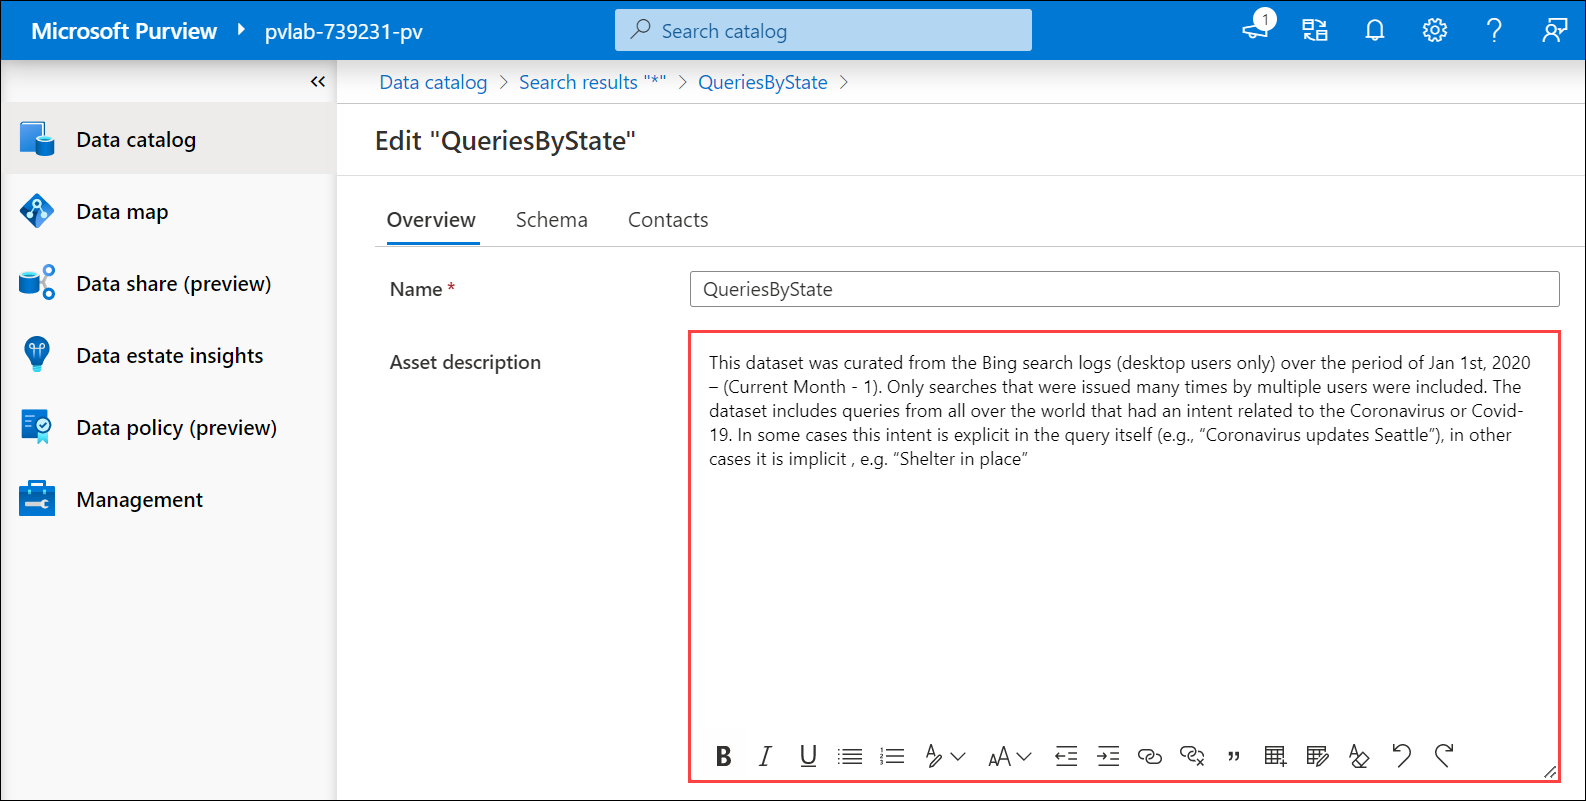 Microsoft Purview pvlab-739231-pv Search catalog 1
Data catalog Search results "*" QueriesByState
Edit "QueriesByState"
Data catalog
Data map
Data share (preview)
Data estate insights
Data policy (preview)
Management
Overview Schema Contacts
Name * QueriesByState
Asset description
This dataset was curated from the Bing search logs (desktop users only) over the period of Jan 1st, 2020
– (Current Month - 1). Only searches that were issued many times by multiple users were included. The
dataset includes queries from all over the world that had an intent related to the Coronavirus or Covid-
19. In some cases this intent is explicit in the query itself (e.g., “Coronavirus updates Seattle”), in other
cases it is implicit , e.g. “Shelter in place”